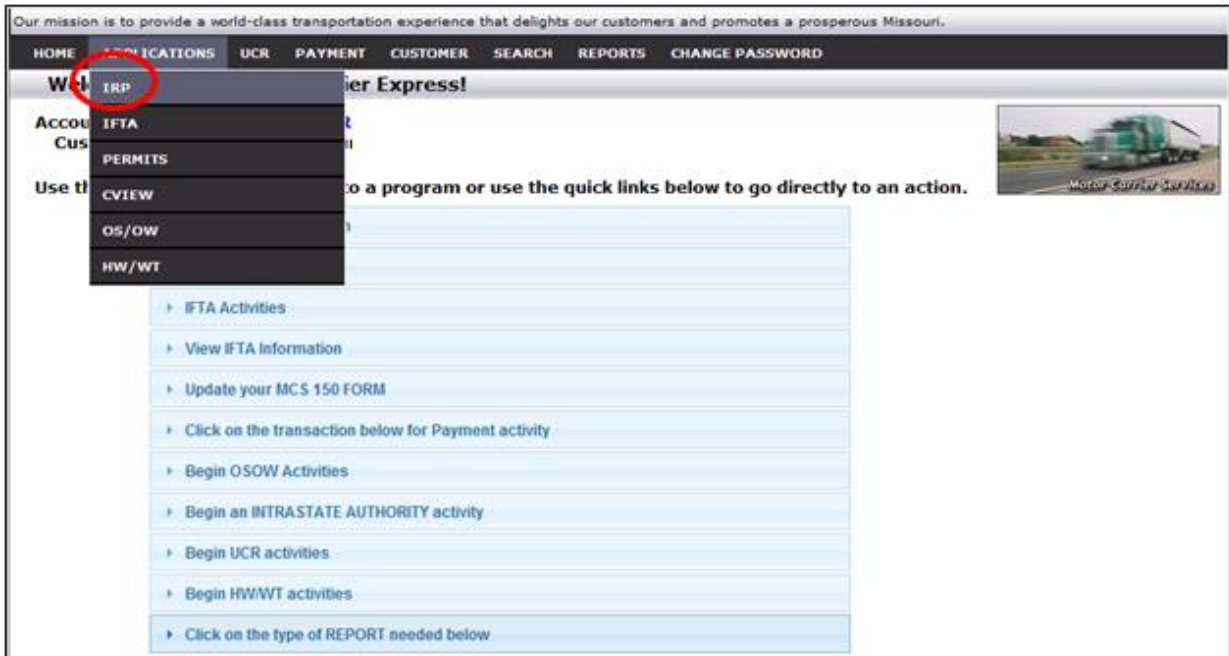 Our mission is to provide a world-class transportation experience that delights our customers and promotes a prosperous Missouri.
HOME APPLICATIONS UCR PAYMENT CUSTOMER SEARCH REPORTS CHANGE PASSWORD
Wel ier Express!
IRP
Accou
IFTA
Cus
PERMITS
Use th to a program or use the quick links below to go directly to an action.
Motor Carrier Services
CVIEW
OS/OW
HW/WT
IFTA Activities
View IFTA Information
Update your MCS 150 FORM
Click on the transaction below for Payment activity
Begin OSOW Activities
Begin an INTRASTATE AUTHORITY activity
Begin UCR activities
Begin HW/WT activities
Click on the type of REPORT needed below